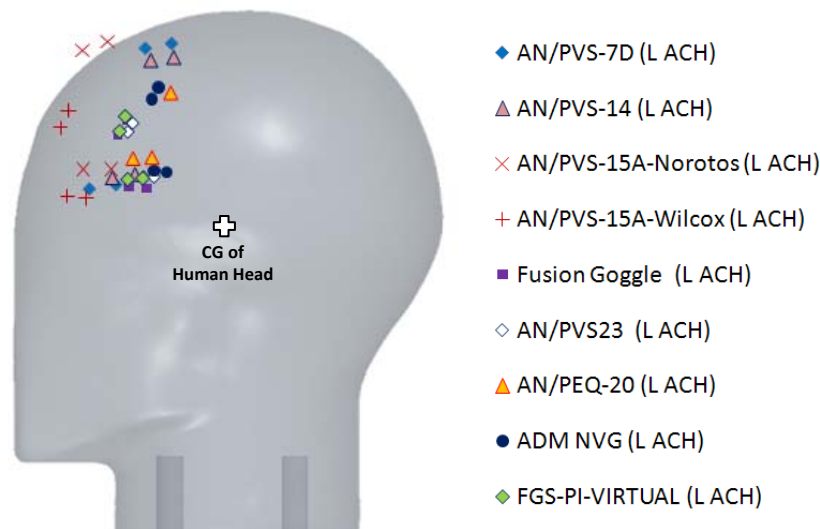 CG of
Human Head
AN/PVS-7D (L ACH)
AN/PVS-14 (L ACH)
AN/PVS-15A-Norotos (L ACH)
AN/PVS-15A-Wilcox (L ACH)
Fusion Goggle (L ACH)
AN/PVS23 (L ACH)
AN/PEQ-20 (L ACH)
ADM NVG (L ACH)
FGS-PI-VIRTUAL (L ACH)